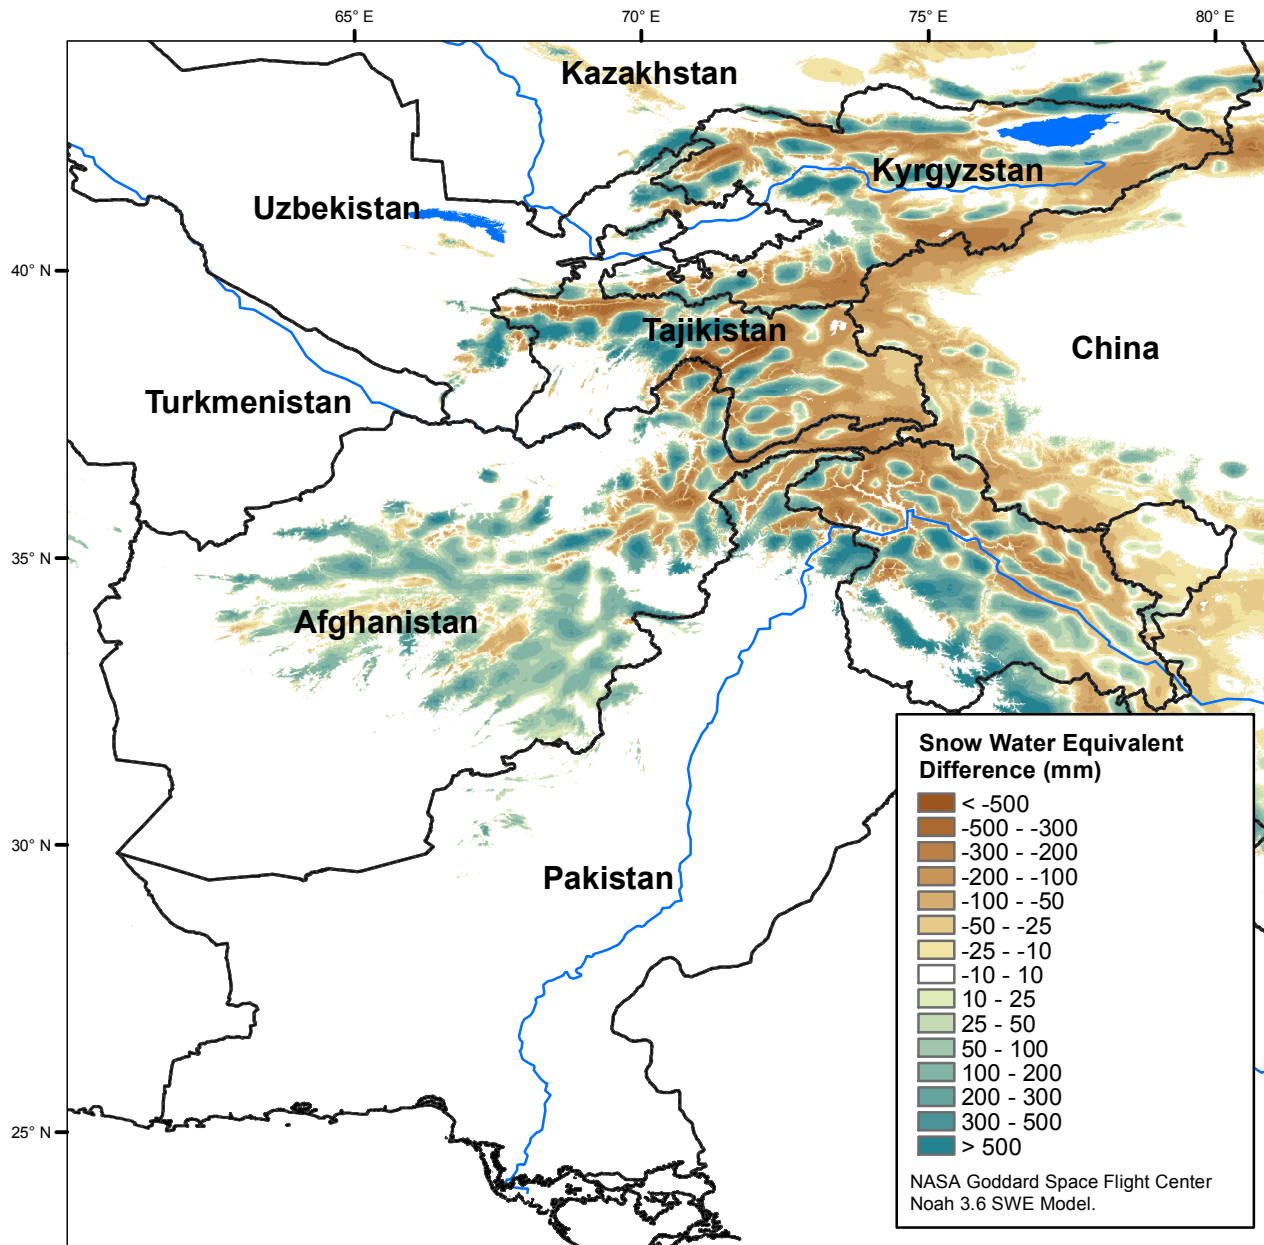 65° E
70° E
75° E
80° E
Kazakhstan
Kyrgyzstan
Uzbekistan
40° N
Tajikistan
China
Turkmenistan
35° N
Afghanistan
Snow Water Equivalent
Difference (mm)
< -500
-500 - -300
-300 - -200
-200 - -100
-100 - -50
-50 - -25
-25 - -10
-10 - 10
10 - 25
25 - 50
50 - 100
100 - 200
200 - 300
300 - 500
> 500
NASA Goddard Space Flight Center
Noah 3.6 SWE Model.
30° N
Pakistan
25° N